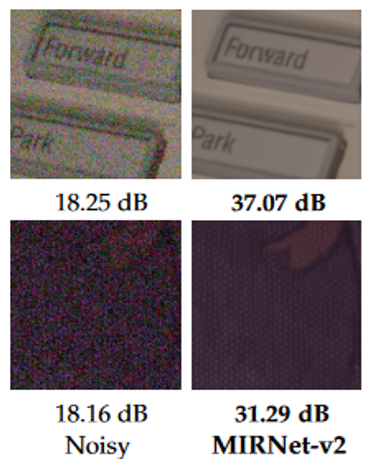 Forward
Forward
Park
Park
18.25 dB
37.07 dB
18.16 dB
31.29 dB
Noisy
MIRNet-v2